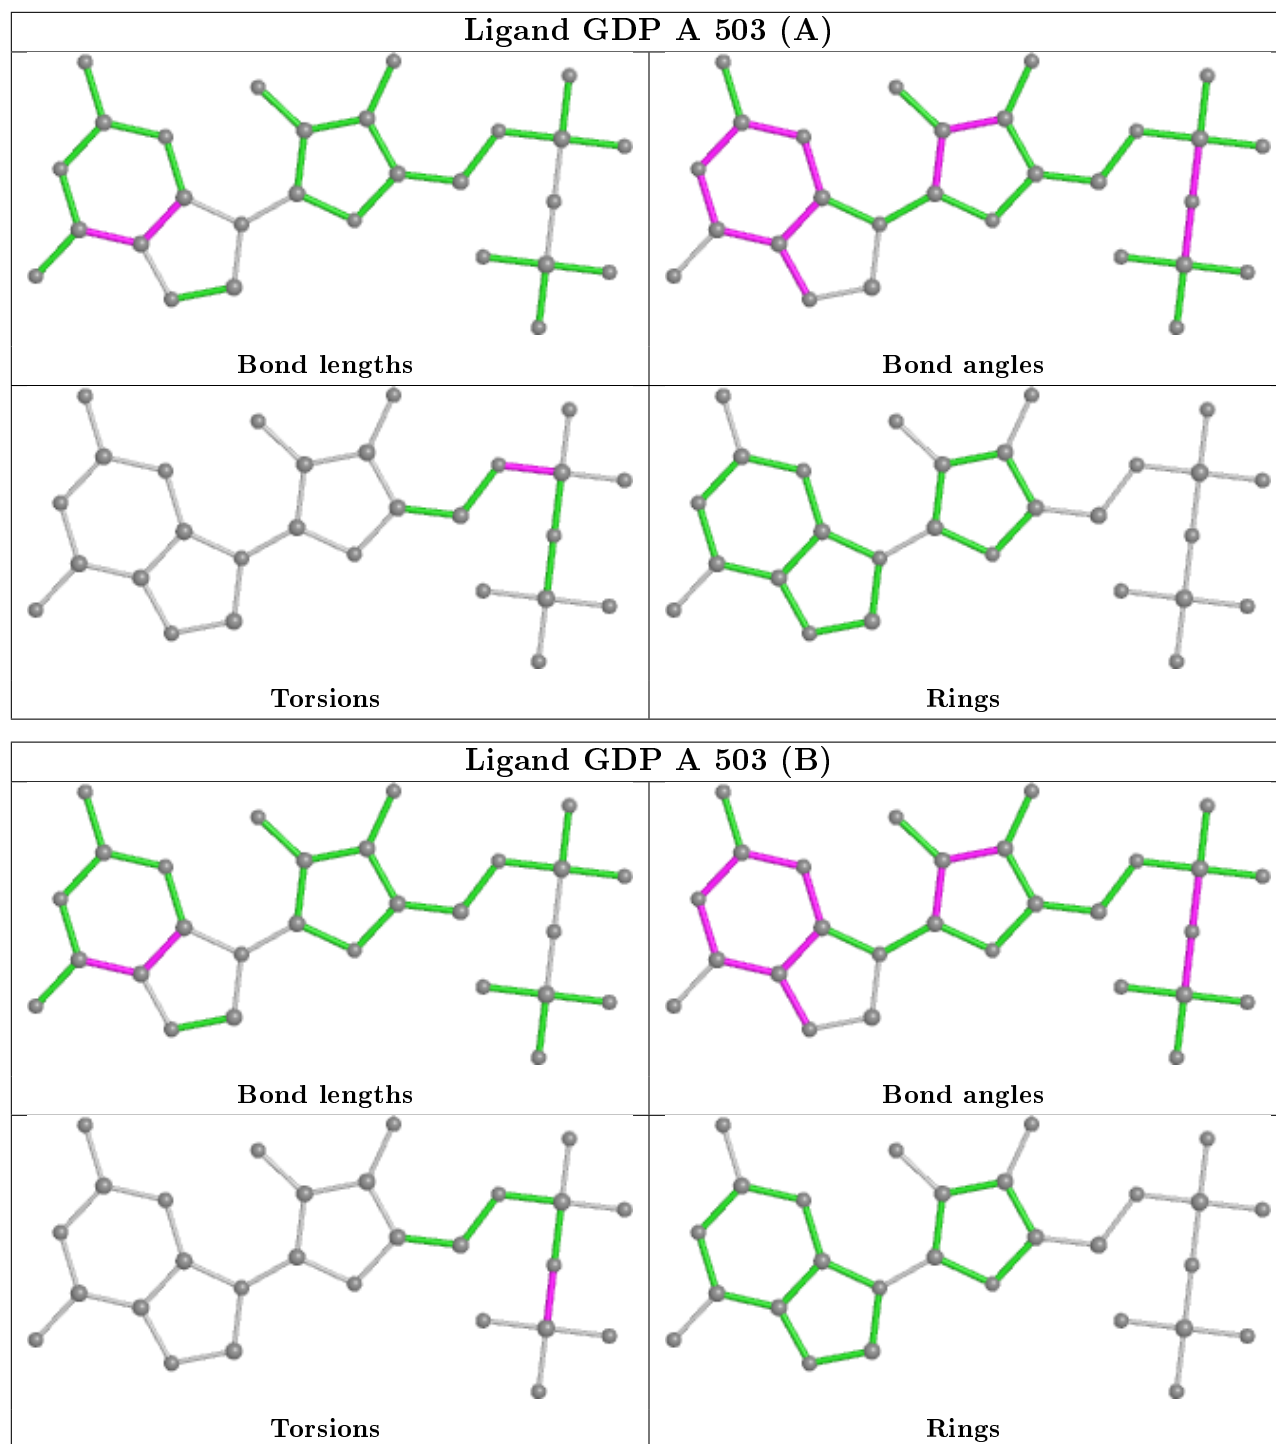 Ligand GDP A 503 (A)
Bond lengths
Bond angles
Torsions
Rings
Ligand GDP A 503 (B)
Bond lengths
Bond angles
Torsions
Rings